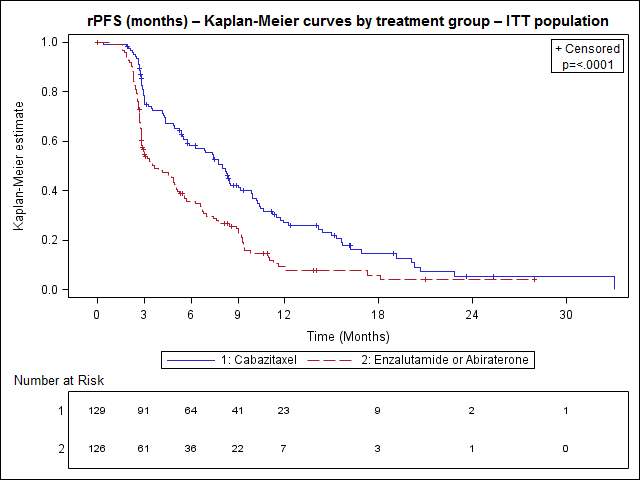 rPFS (months) – Kaplan-Meier curves by treatment group – ITT population
+ Censored
p=<.0001
Kaplan-Meier estimate
1.0
0.8
0.6
0.4
0.2
0.0
0 3 6 9 12 18 24 30
Time (Months)
1: Cabazitaxel 2: Enzalutamide or Abiraterone
Number at Risk
1 129 91 64 41 23 9 2 1
2 126 61 36 22 7 3 1 0